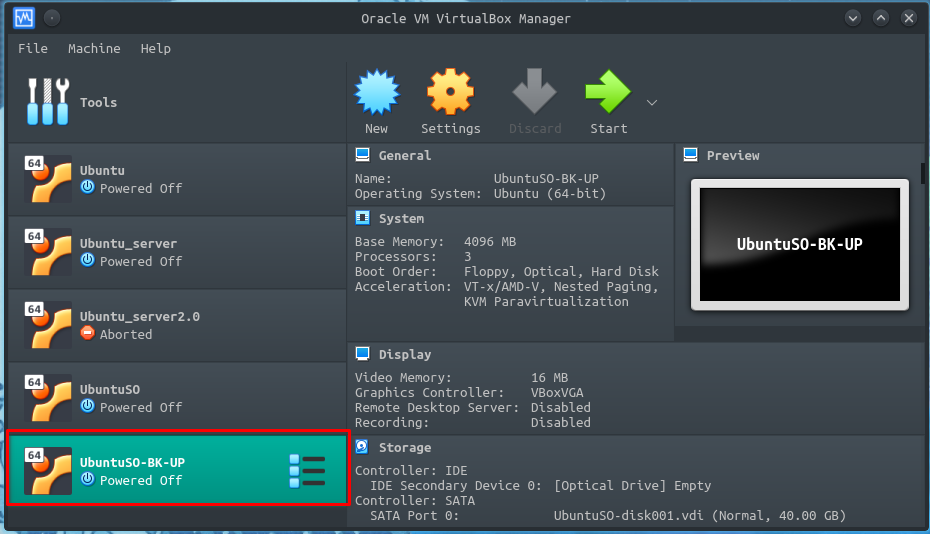 Oracle VM VirtualBox Manager
File Machine Help
Tools
New Settings Discard Start
64
Ubuntu
Powered Off
64
Ubuntu_server
Powered Off
64
Ubuntu_server2.0
Aborted
64
UbuntuSO
Powered Off
64
UbuntuSO-BK-UP
Powered Off
General
Name: UbuntuSO-BK-UP
Operating System: Ubuntu (64-bit)
System
Base Memory: 4096 MB
Processors: 3
Boot Order: Floppy, Optical, Hard Disk
Acceleration: VT-x/AMD-V, Nested Paging,
KVM Paravirtualization
Preview
UbuntuSO-BK-UP
Display
Video Memory: 16 MB
Graphics Controller: VBoxVGA
Remote Desktop Server: Disabled
Recording: Disabled
Storage
Controller: IDE
IDE Secondary Device 0: [Optical Drive] Empty
Controller: SATA
SATA Port 0: UbuntuSO-disk001.vdi (Normal, 40.00 GB)